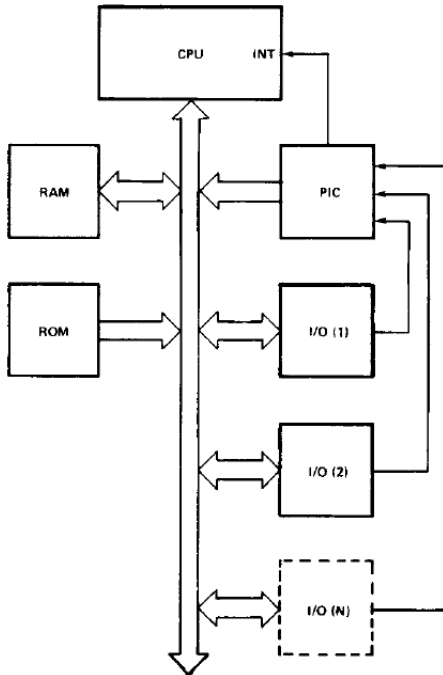 CPU INT
RAM
PIC
ROM
I/O (1)
I/O (2)
I/O (N)